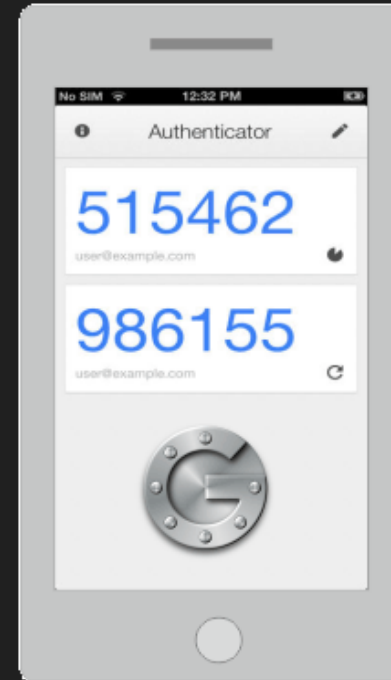 No SIM 12:32 PM
Authenticator
515462
user@example.com
986155
user@example.com